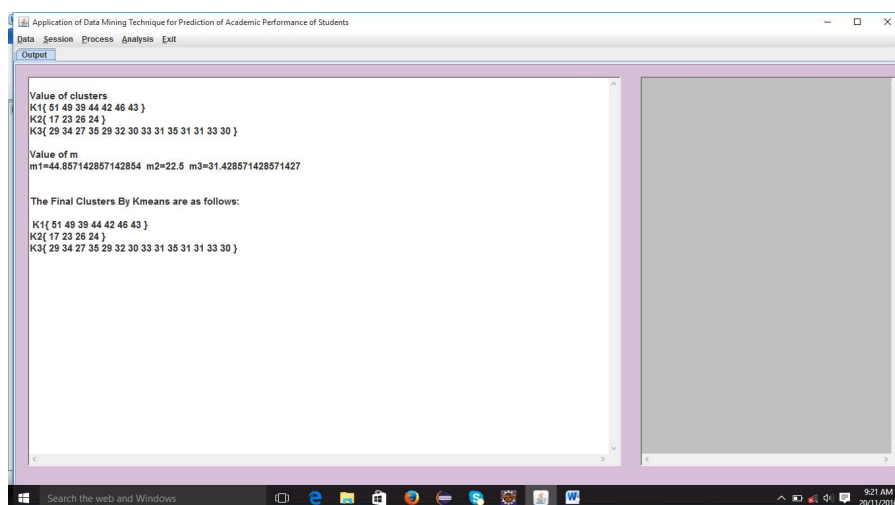 Application of Data Mining Technique for Prediction of Academic Performance of Students
Data Session Process Analysis Exit
Output
Value of clusters
K1{ 51 49 39 44 42 46 43 }
K2{ 17 23 26 24 }
K3{ 29 34 27 35 29 32 30 33 31 35 31 31 33 30 }
Value of m
m1=44.857142857142854 m2=22.5 m3=31.428571428571427
The Final Clusters By Kmeans are as follows:
K1{ 51 49 39 44 42 46 43 }
K2{ 17 23 26 24 }
K3{ 29 34 27 35 29 32 30 33 31 35 31 31 33 30 }
Search the web and Windows
9:21 AM